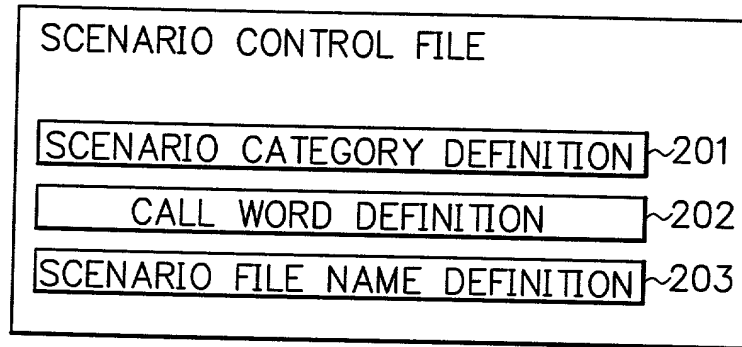 SCENARIO CONTROL FILE
SCENARIO CATEGORY DEFINITION ~201
CALL WORD DEFINITION ~202
SCENARIO FILE NAME DEFINITION ~203